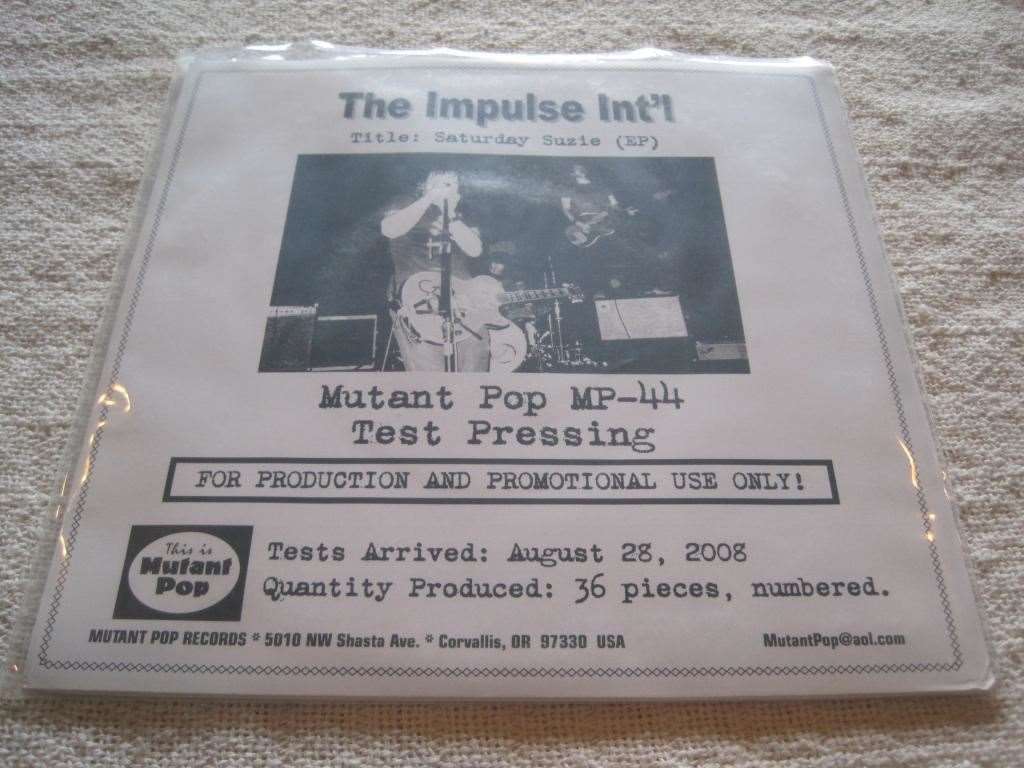 The Impulse Int'l
Title: Saturday Suzie (EP)
Mutant Pop MP-44
Test Pressing
FOR PRODUCTION AND PROMOTIONAL USE ONLY!
This is
Mutant
Pop
Tests Arrived: August 28, 2008
Quantity Produced: 36 pieces, numbered.
MUTANT POP RECORDS * 5010 NW Shasta Ave. * Corvallis, OR 97330 USA
MutantPop@aol.com